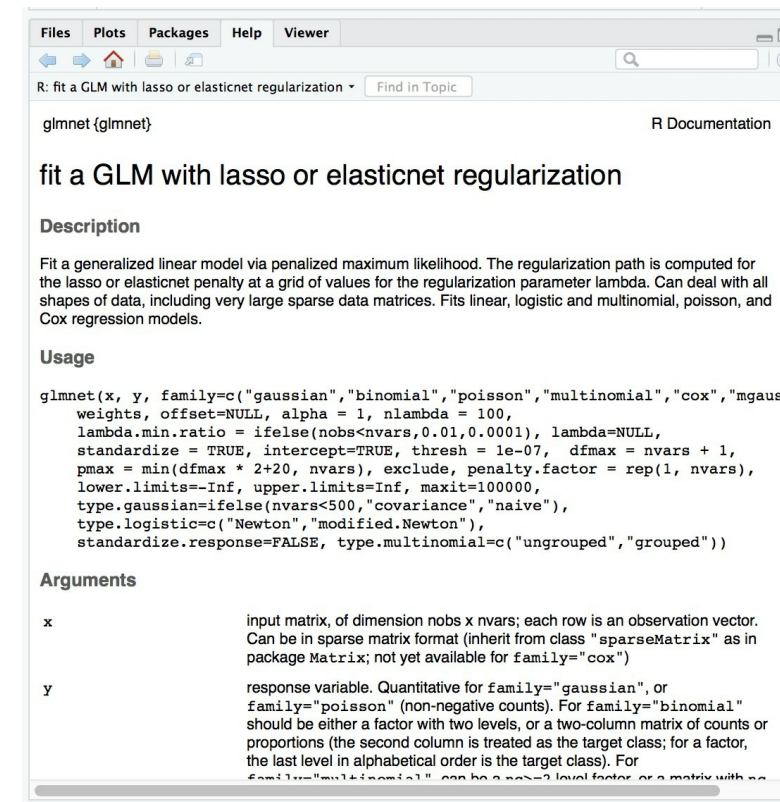 Files Plots Packages Help Viewer
R: fit a GLM with lasso or elasticnet regularization Find in Topic
glmnet {glmnet} R Documentation
fit a GLM with lasso or elasticnet regularization
Description
Fit a generalized linear model via penalized maximum likelihood. The regularization path is computed for
the lasso or elasticnet penalty at a grid of values for the regularization parameter lambda. Can deal with all
shapes of data, including very large sparse data matrices. Fits linear, logistic and multinomial, poisson, and
Cox regression models.
Usage
glmnet(x, y, family=c("gaussian","binomial","poisson","multinomial","cox","mgaus
weights, offset=NULL, alpha = 1, nlambda = 100,
lambda.min.ratio = ifelse(nobs<nvars,0.01,0.0001), lambda=NULL,
standardize = TRUE, intercept=TRUE, thresh = 1e-07, dfmax = nvars + 1,
pmax = min(dfmax * 2+20, nvars), exclude, penalty.factor = rep(1, nvars),
lower.limits=-Inf, upper.limits=Inf, maxit=100000,
type.gaussian=ifelse(nvars<500,"covariance","naive"),
type.logistic=c("Newton","modified.Newton"),
standardize.response=FALSE, type.multinomial=c("ungrouped","grouped"))
Arguments
x input matrix, of dimension nobs x nvars; each row is an observation vector.
Can be in sparse matrix format (inherit from class "sparseMatrix" as in
package Matrix; not yet available for family="cox")
y response variable. Quantitative for family="gaussian", or
family="poisson" (non-negative counts). For family="binomial"
should be either a factor with two levels, or a two-column matrix of counts or
proportions (the second column is treated as the target class; for a factor,
the last level in alphabetical order is the target class). For
family="multinomial", can be a nc>=2 level factor, or a matrix with nc